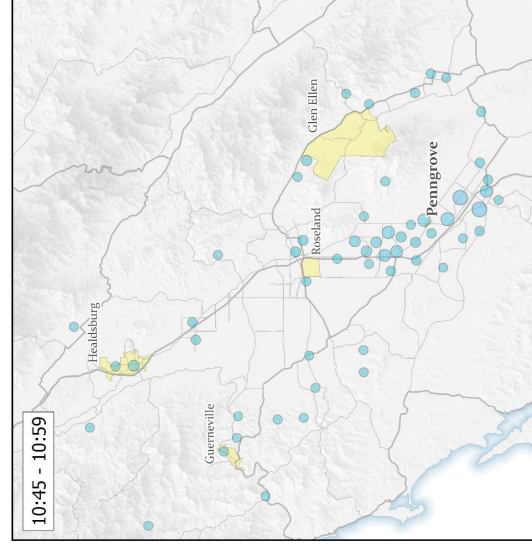 10:45 - 10:59
Healdsburg
Guerneville
Glen Ellen
Roseland
Penngrove